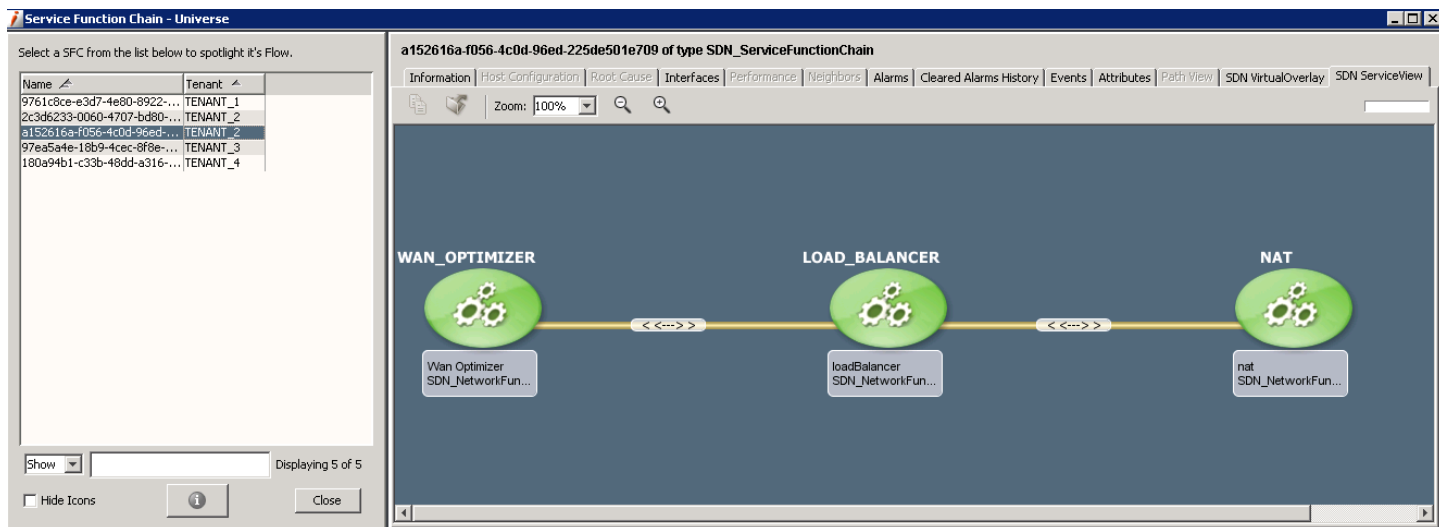 Service Function Chain - Universe
Select a SFC from the list below to spotlight it's Flow.
Name Tenant
9761c8ce-e3d7-4e80-8922-... TENANT_1
2c3d6233-0060-4707-bd80-... TENANT_2
a152616a-f056-4c0d-96ed-... TENANT_2
97ea5a4e-18b9-4cec-8f8e-... TENANT_3
180a94b1-c33b-48dd-a316-... TENANT_4
Show Displaying 5 of 5
Hide Icons Close
a152616a-f056-4c0d-96ed-225de501e709 of type SDN_ServiceFunctionChain
Information Host Configuration Root Cause Interfaces Performance Neighbors Alarms Cleared Alarms History Events Attributes Path View SDN VirtualOverlay SDN ServiceView
Zoom: 100%
WAN_OPTIMIZER LOAD_BALANCER NAT
< <---> > < <---> >
Wan Optimizer loadBalancer nat
SDN_NetworkFun... SDN_NetworkFun... SDN_NetworkFun...